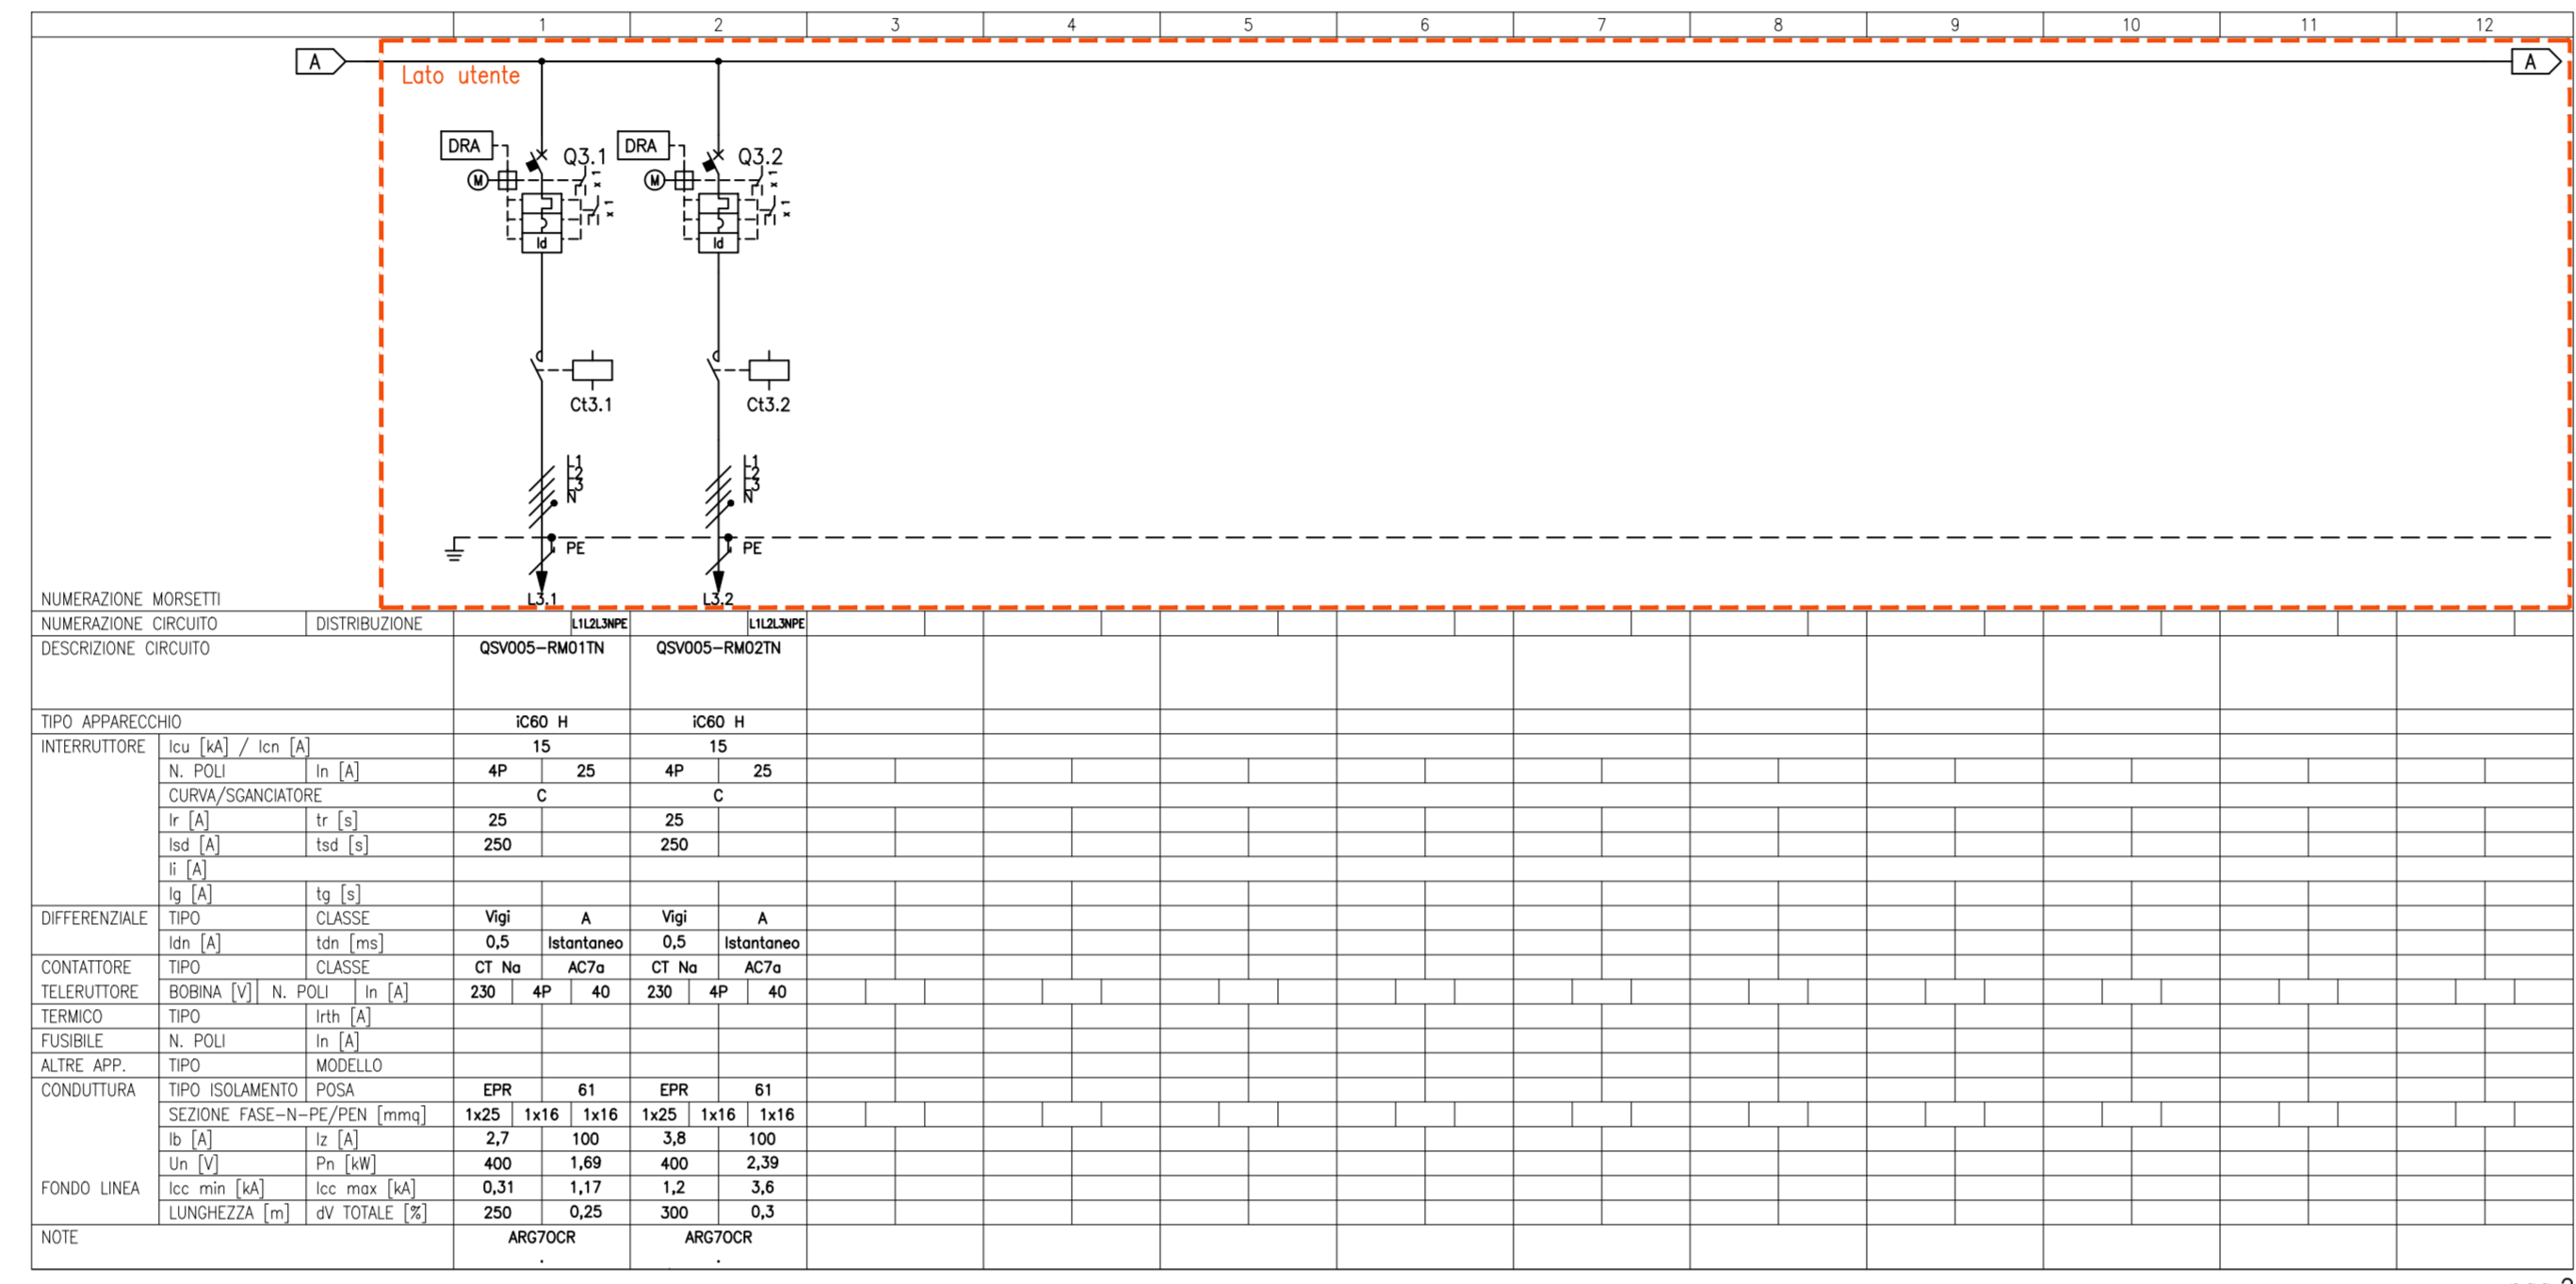 1 2 3 4 5 6 7 8 9 10 11 12
A A
Lato utente
DRA Q3.1 DRA Q3.2
M x 1 M x 1
x 1 x 1
Id Id
Ct3.1 Ct3.2
L1 L1
L2 L2
L3 L3
N N
PE PE
NUMERAZIONE MORSETTI L3.1 L3.2
NUMERAZIONE CIRCUITO DISTRIBUZIONE L1L2L3NPE L1L2L3NPE
DESCRIZIONE CIRCUITO QSV005-RM01TN QSV005-RM02TN
TIPO APPARECCHIO iC60 H iC60 H
INTERRUTTORE Icu [kA] / Icn [A] 15 15
N. POLI In [A] 4P 25 4P 25
CURVA/SGANCIATORE C C
Ir [A] tr [s] 25 25
Isd [A] tsd [s] 250 250
Ii [A]
Ig [A] tg [s]
DIFFERENZIALE TIPO CLASSE Vigi A Vigi A
Idn [A] tdn [ms] 0,5 Istantaneo 0,5 Istantaneo
CONTATTORE TIPO CLASSE CT Na AC7a CT Na AC7a
TELERUTTORE BOBINA [V] N. POLI In [A] 230 4P 40 230 4P 40
TERMICO TIPO Irth [A]
FUSIBILE N. POLI In [A]
ALTRE APP. TIPO MODELLO
CONDUTTURA TIPO ISOLAMENTO POSA EPR 61 EPR 61
SEZIONE FASE-N-PE/PEN [mmq] 1x25 1x16 1x16 1x25 1x16 1x16
Ib [A] Iz [A] 2,7 100 3,8 100
Un [V] Pn [kW] 400 1,69 400 2,39
FONDO LINEA Icc min [kA] Icc max [kA] 0,31 1,17 1,2 3,6
LUNGHEZZA [m] dV TOTALE [%] 250 0,25 300 0,3
NOTE ARG7OCR ARG7OCR
. .